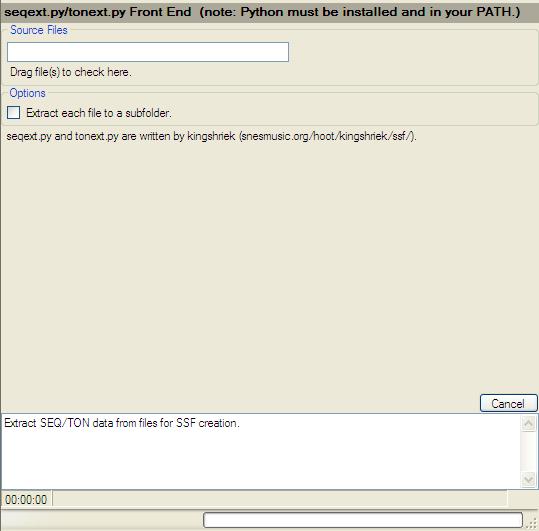 seqext.py/tonext.py Front End (note: Python must be installed and in your PATH.)
Source Files
Drag file(s) to check here.
Options
Extract each file to a subfolder.
seqext.py and tonext.py are written by kingshriek (snesmusic.org/hoot/kingshriek/ssf/).
Cancel
Extract SEQ/TON data from files for SSF creation.
00:00:00